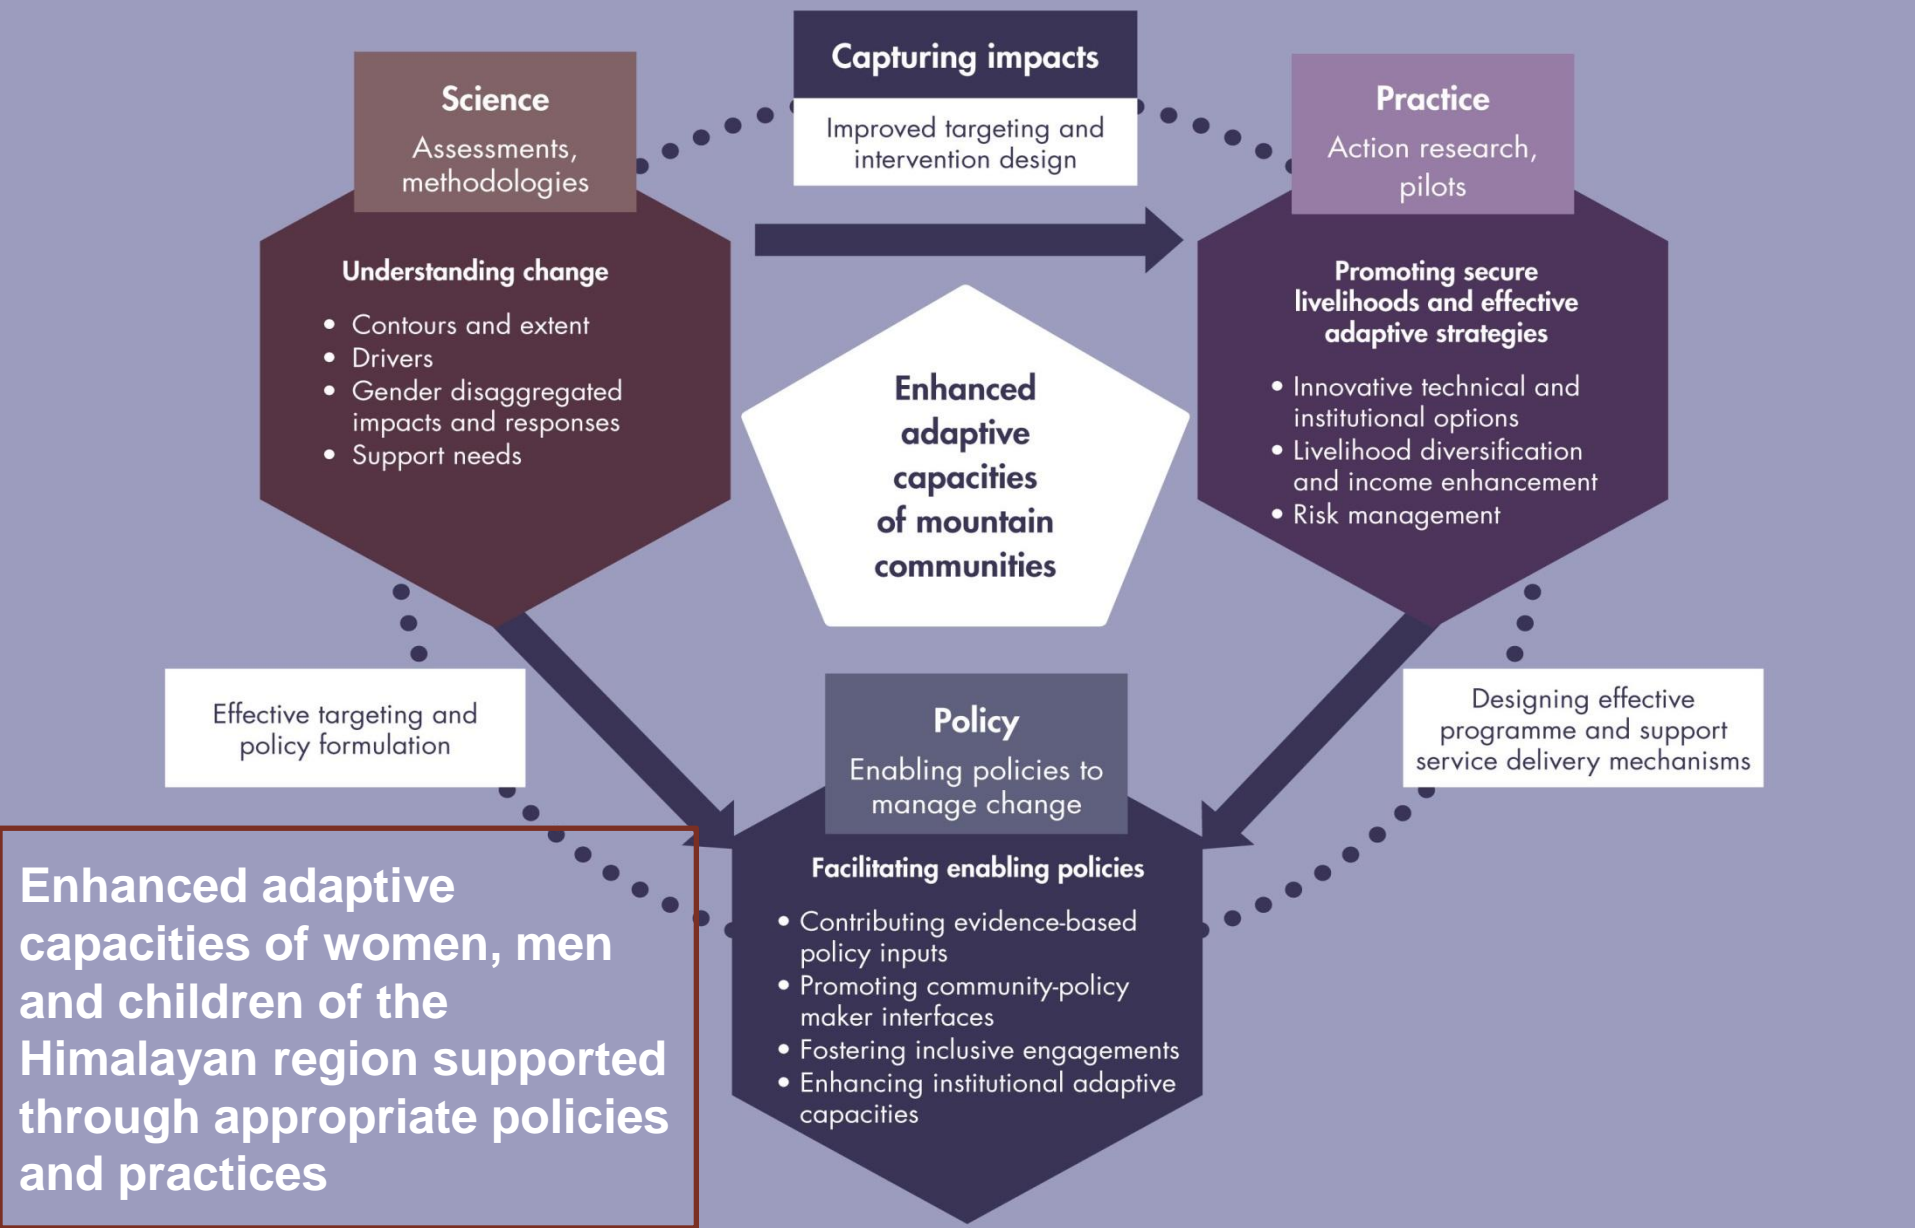 Capturing impacts
Improved targeting and
intervention design
Science
Assessments,
methodologies
Understanding change
• Contours and extent
• Drivers
• Gender disaggregated
impacts and responses
• Support needs
Practice
Action research,
pilots
Promoting secure
livelihoods and effective
adaptive strategies
• Innovative technical and
institutional options
• Livelihood diversification
and income enhancement
• Risk management
Enhanced
adaptive
capacities
of mountain
communities
Effective targeting and
policy formulation
Designing effective
programme and support
service delivery mechanisms
Policy
Enabling policies to
manage change
Facilitating enabling policies
• Contributing evidence-based
policy inputs
• Promoting community-policy
maker interfaces
• Fostering inclusive engagements
• Enhancing institutional adaptive
capacities
Enhanced adaptive
capacities of women, men
and children of the
Himalayan region supported
through appropriate policies
and practices